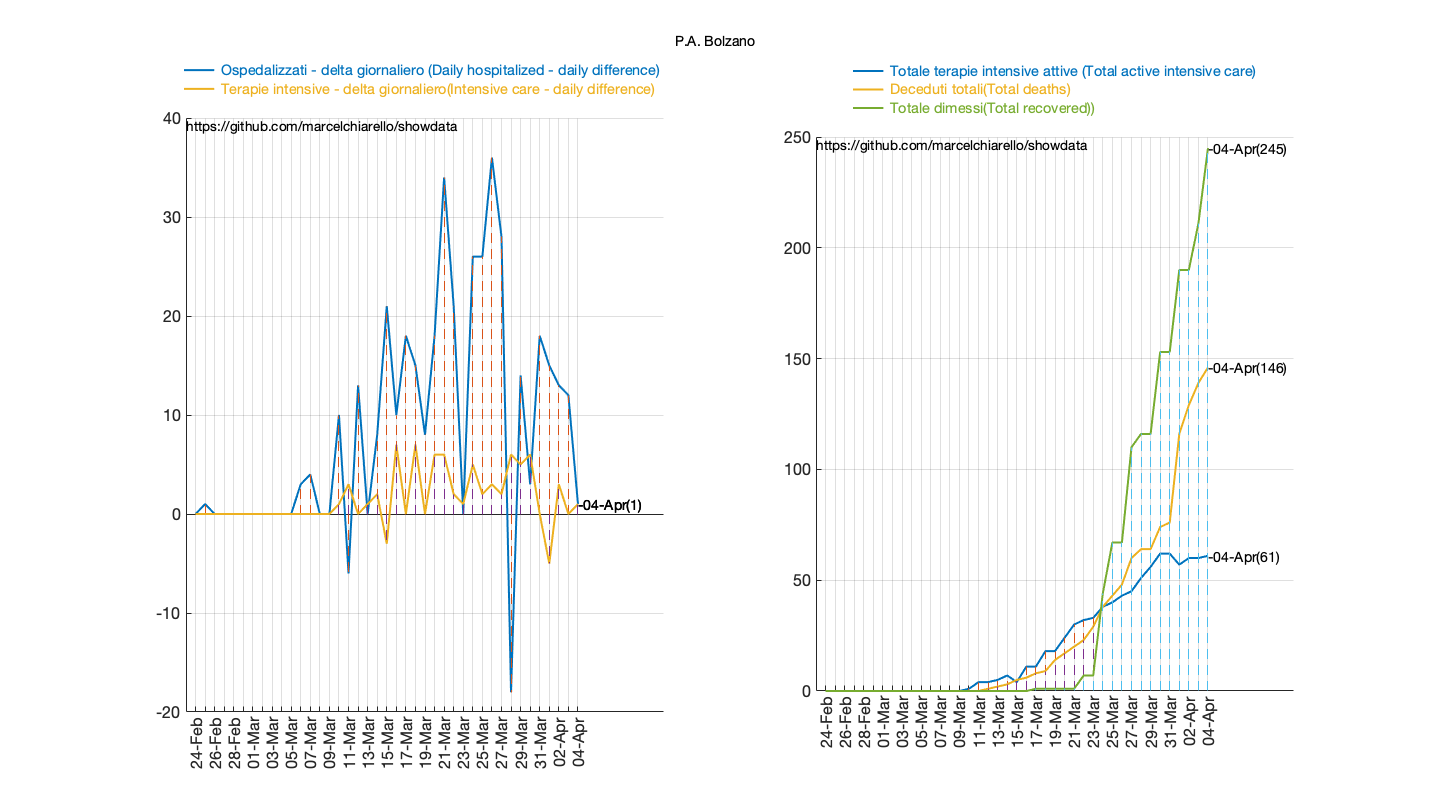 P.A. Bolzano
Ospedalizzati - delta giornaliero (Daily hospitalized - daily difference)
Terapie intensive - delta giornaliero(Intensive care - daily difference)
https://github.com/marcelchiarello/showdata
40
30
20
10
0
-10
-20
-04-Apr(1)
24-Feb
26-Feb
28-Feb
01-Mar
03-Mar
05-Mar
07-Mar
09-Mar
11-Mar
13-Mar
15-Mar
17-Mar
19-Mar
21-Mar
23-Mar
25-Mar
27-Mar
29-Mar
31-Mar
02-Apr
04-Apr
Totale terapie intensive attive (Total active intensive care)
Deceduti totali(Total deaths)
Totale dimessi(Total recovered))
https://github.com/marcelchiarello/showdata
250
200
150
100
50
0
-04-Apr(245)
-04-Apr(146)
-04-Apr(61)
24-Feb
26-Feb
28-Feb
01-Mar
03-Mar
05-Mar
07-Mar
09-Mar
11-Mar
13-Mar
15-Mar
17-Mar
19-Mar
21-Mar
23-Mar
25-Mar
27-Mar
29-Mar
31-Mar
02-Apr
04-Apr